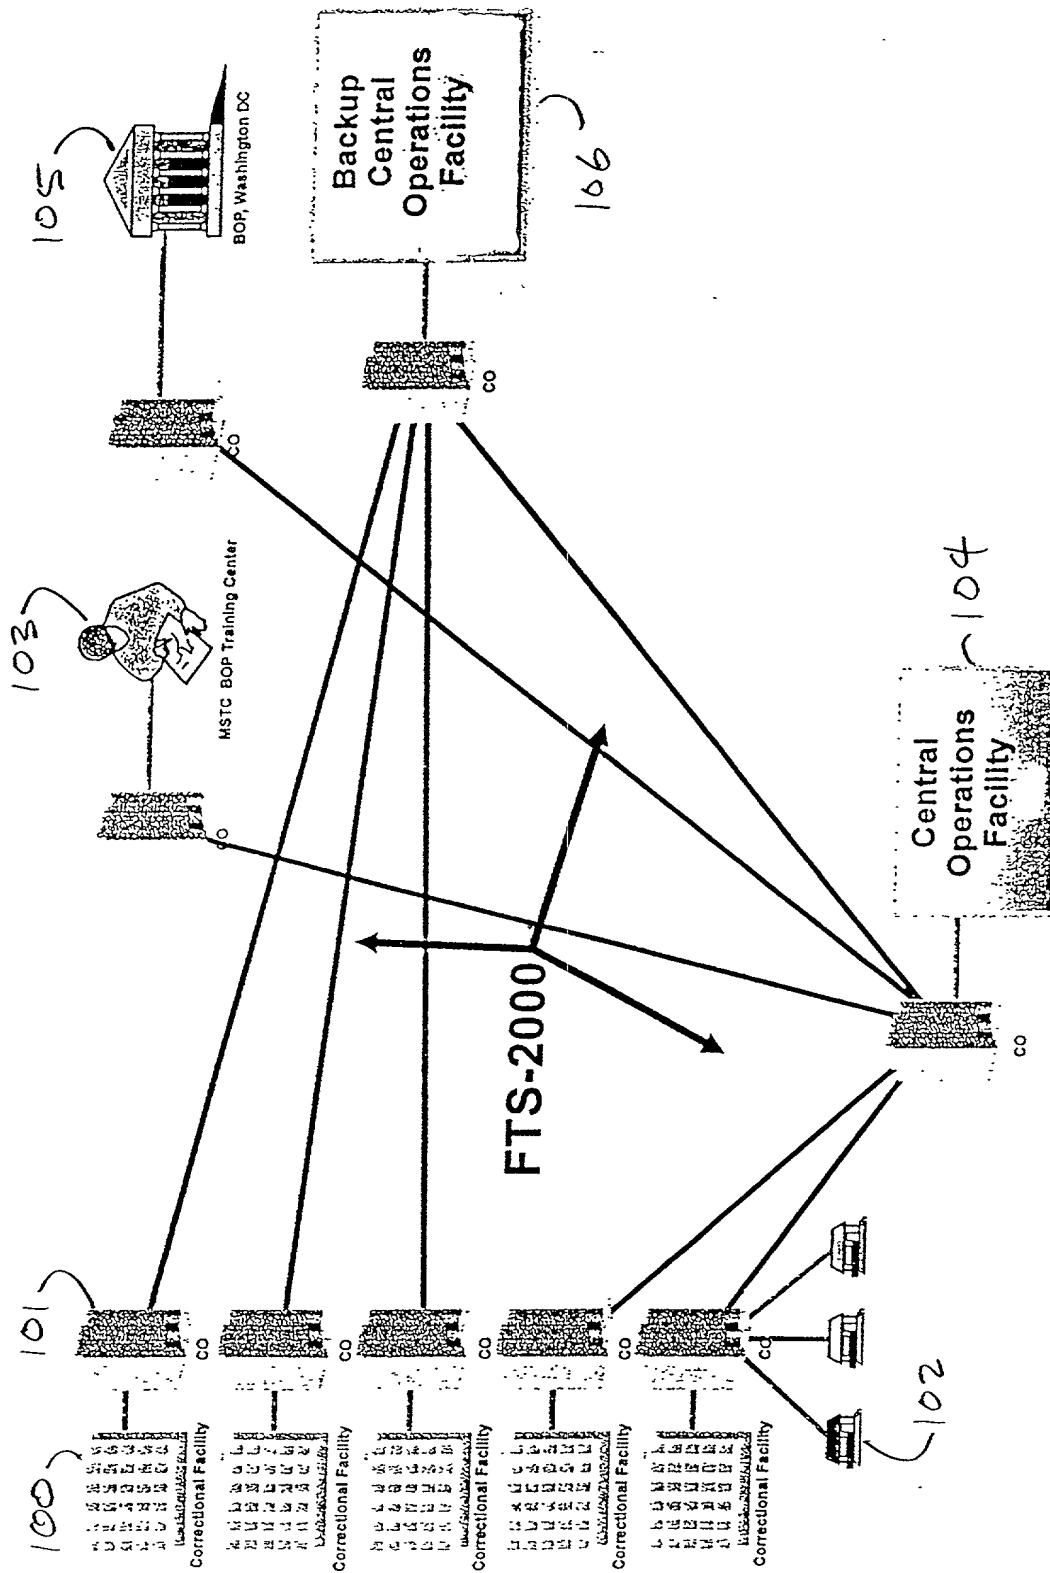 100
101
103
105
Correctional Facility
CO
CO
MSTC BOP Training Center
CO
BOP, Washington DC
Correctional Facility
CO
Correctional Facility
CO
CO
Backup
Central
Operations
Facility
106
FTS-2000
Correctional Facility
CO
Correctional Facility
CO
102
CO
Central
Operations
Facility
104